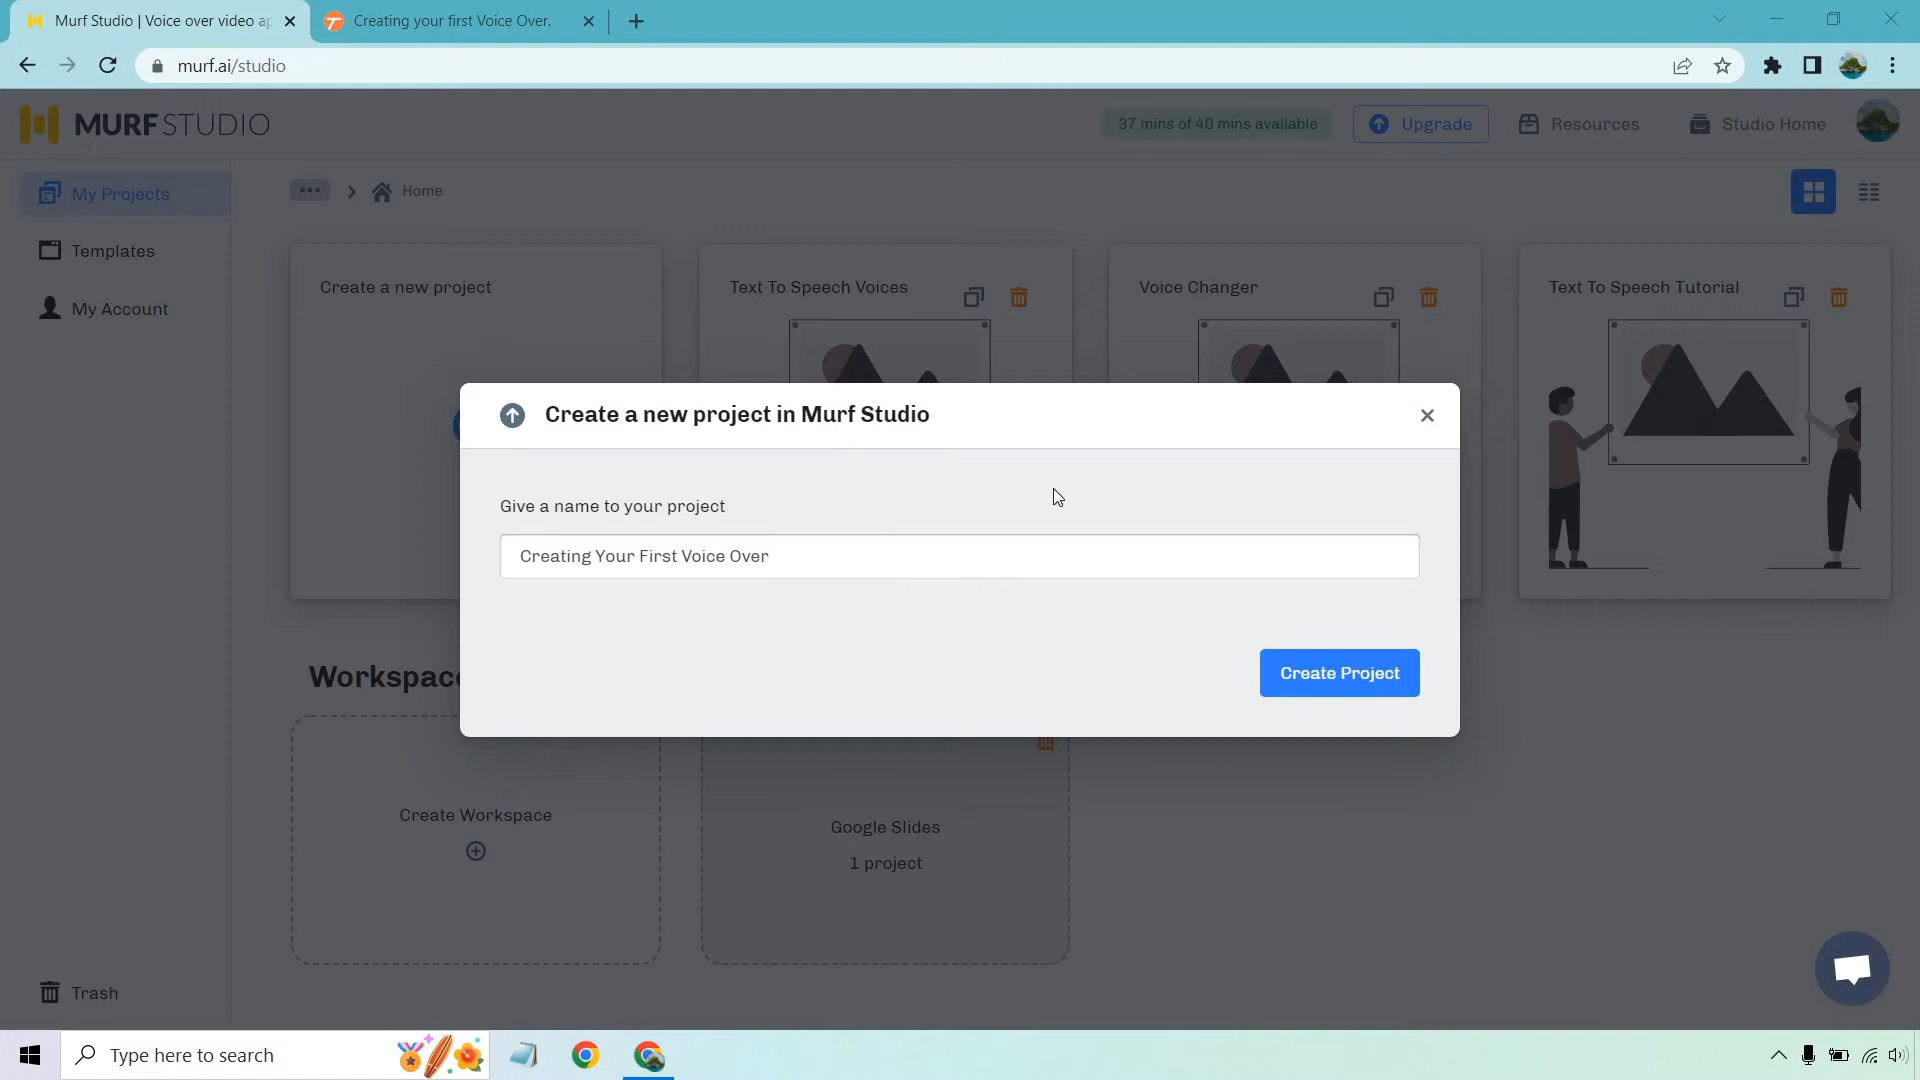 Murf Studio | Voice over video ap
Creating your first Voice Over.
murf.ai/studio
MURFSTUDIO
37 mins of 40 mins available
Upgrade
Resources
Studio Home
My Projects
Home
Templates
My Account
Create a new project
Text To Speech Voices
Voice Changer
Text To Speech Tutorial
Create a new project in Murf Studio
Give a name to your project
Creating Your First Voice Over
Create Project
Workspac
Create Workspace
Google Slides
1 project
Trash
Type here to search